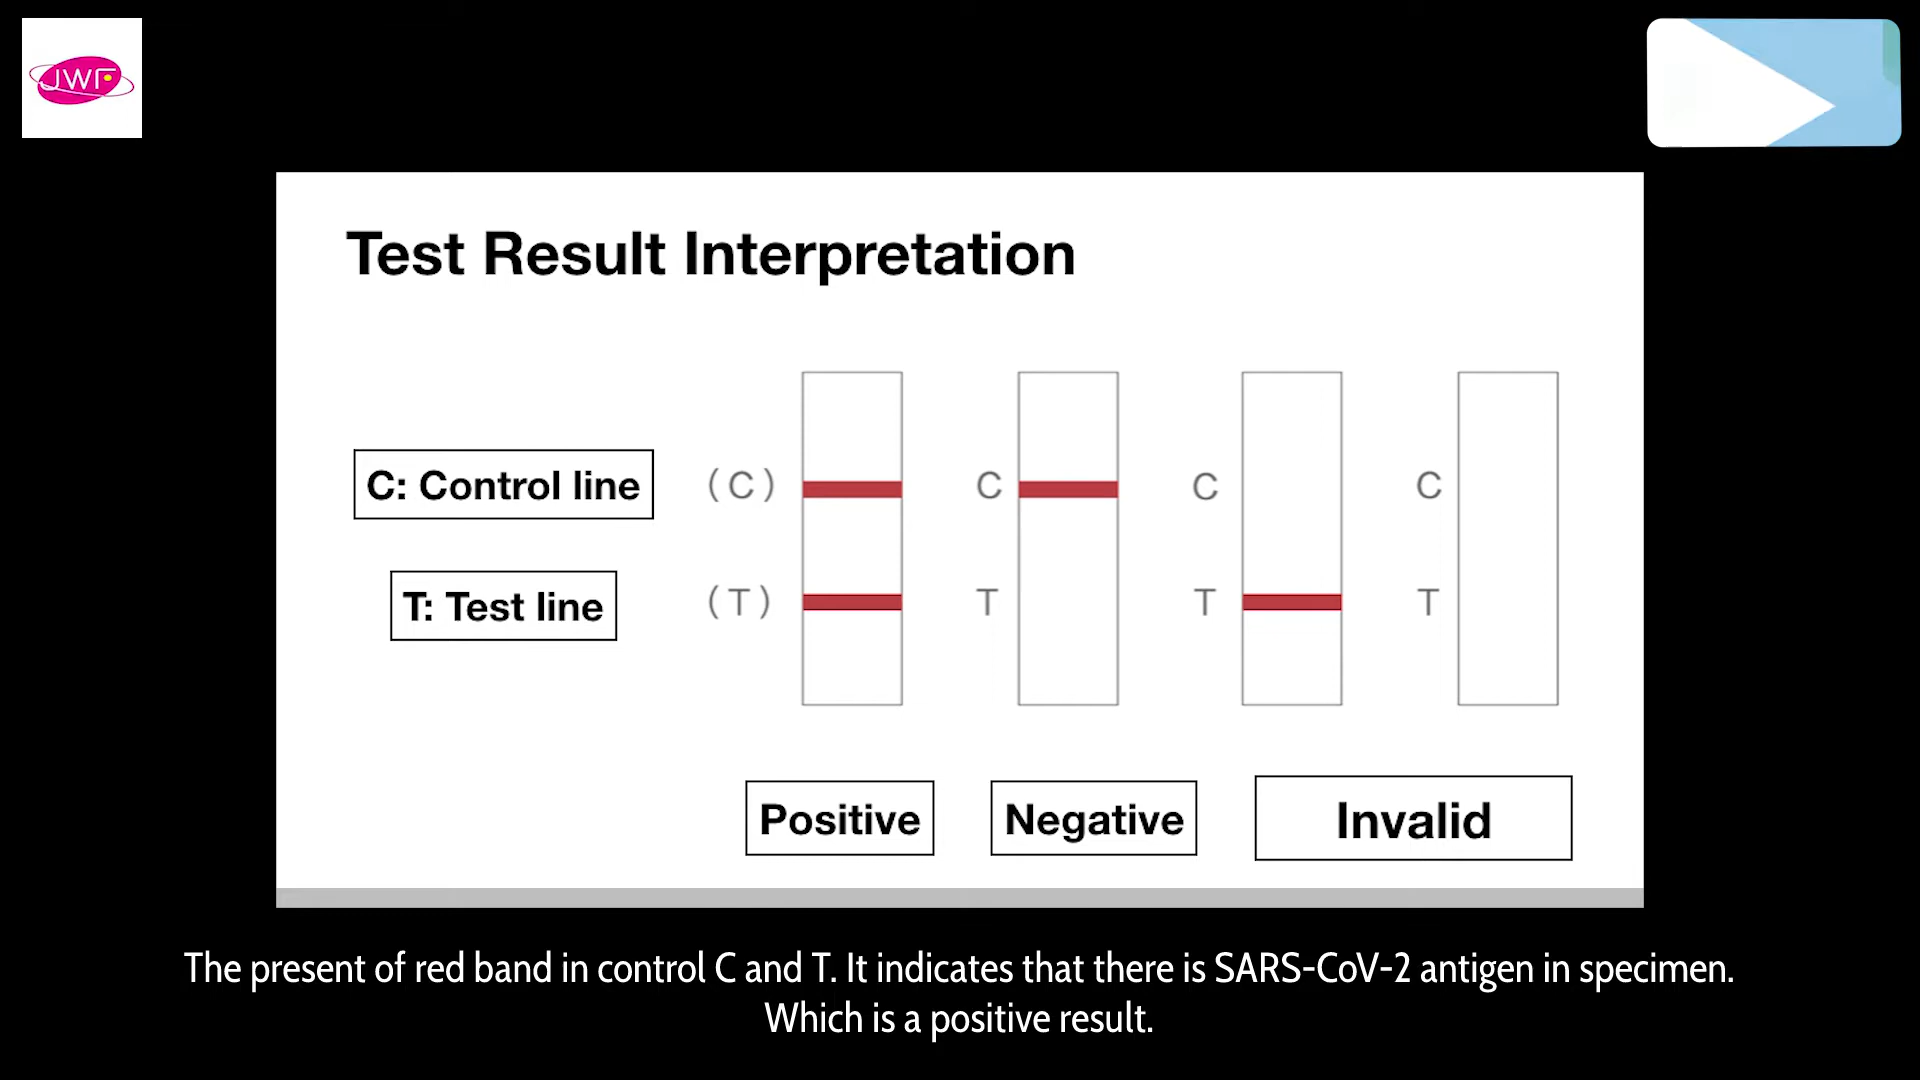 JWF
Test Result Interpretation
C: Control line
(C)
C
C
C
T: Test line
(T)
T
T
T
Positive
Negative
Invalid
The present of red band in control C and T. It indicates that there is SARS-CoV-2 antigen in specimen.
Which is a positive result.